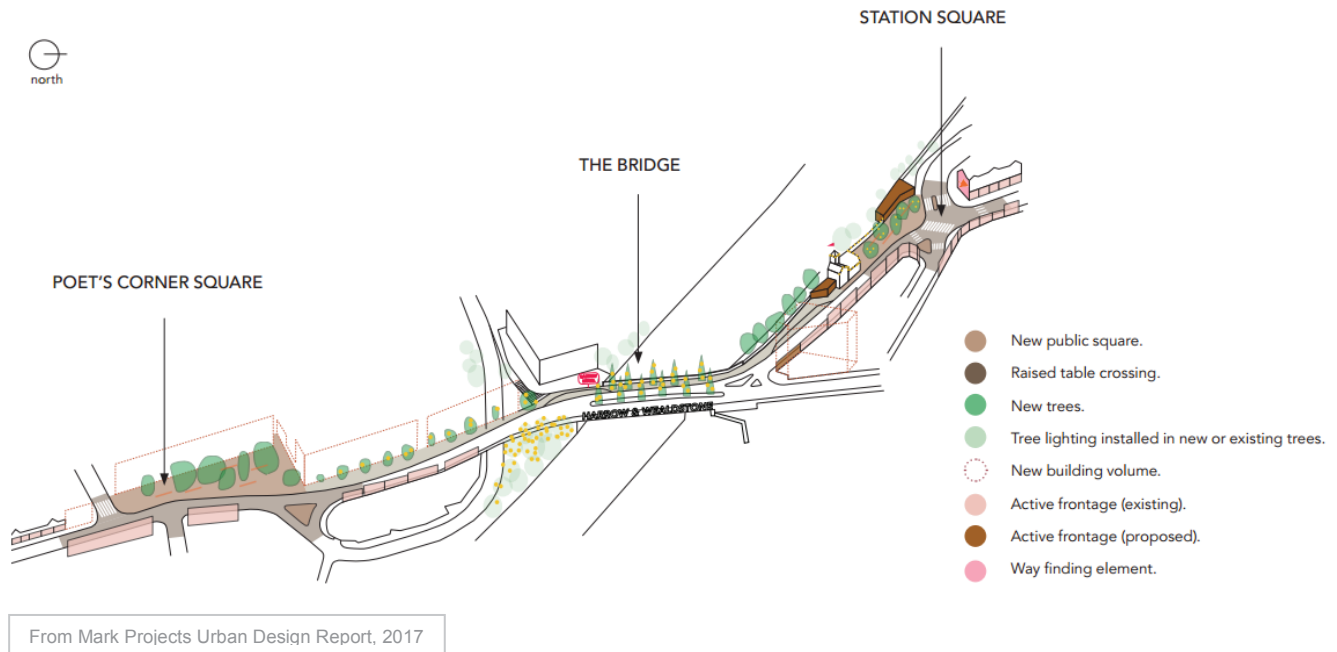 STATION SQUARE
north
THE BRIDGE
POET'S CORNER SQUARE
HARROW & WEALDSTONE
New public square.
Raised table crossing.
New trees.
Tree lighting installed in new or existing trees.
New building volume.
Active frontage (existing).
Active frontage (proposed).
Way finding element.
From Mark Projects Urban Design Report, 2017